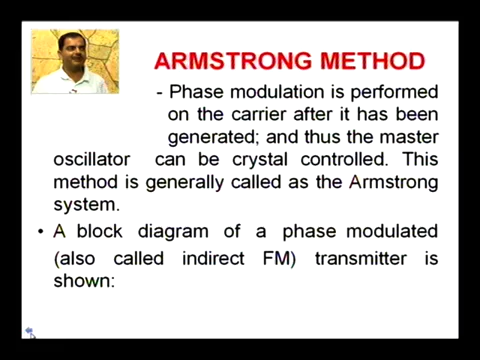 ARMSTRONG METHOD
- Phase modulation is performed
on the carrier after it has been
generated; and thus the master
oscillator can be crystal controlled. This
method is generally called as the Armstrong
system.
• A block diagram of a phase modulated
(also called indirect FM) transmitter is
shown: